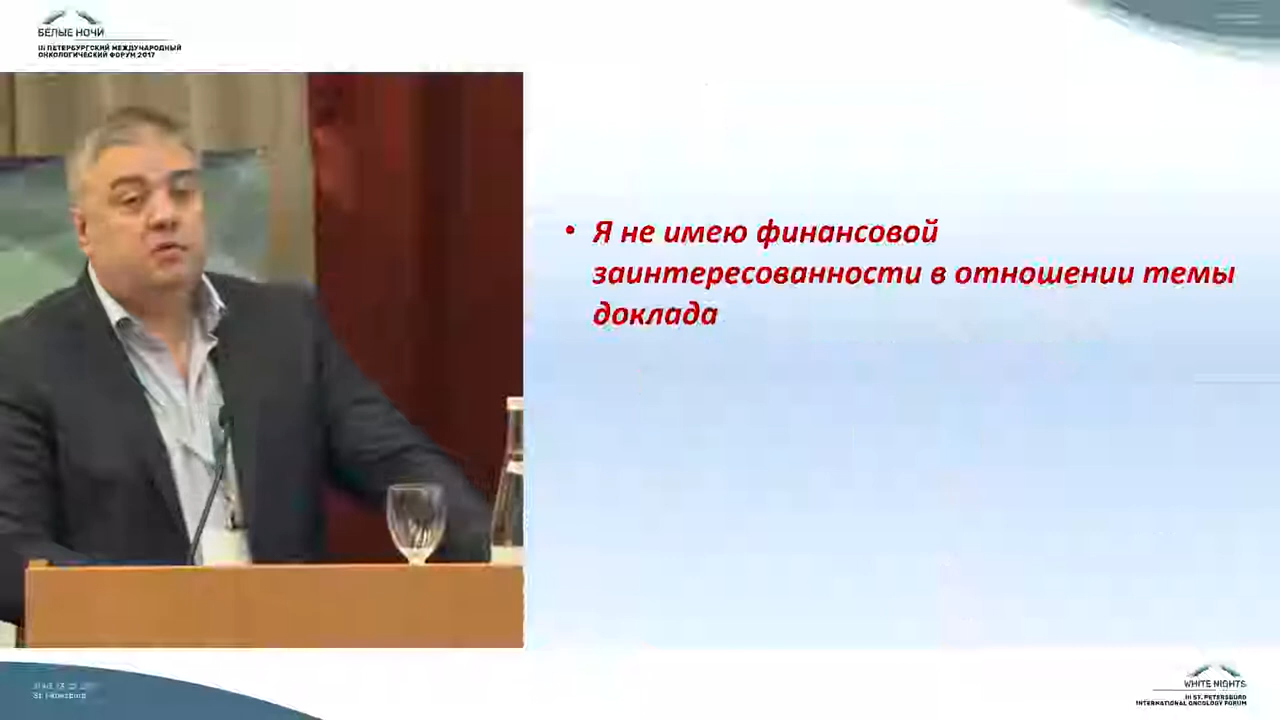 БЕЛЫЕ НОЧИ
III ПЕТЕРБУРГСКИЙ МЕЖДУНАРОДНЫЙ
ОНКОЛОГИЧЕСКИЙ ФОРУМ 2017
• Я не имею финансовой
заинтересованности в отношении темы
доклада
WHITE NIGHTS
III ST. PETERSBURG
INTERNATIONAL ONCOLOGY FORUM